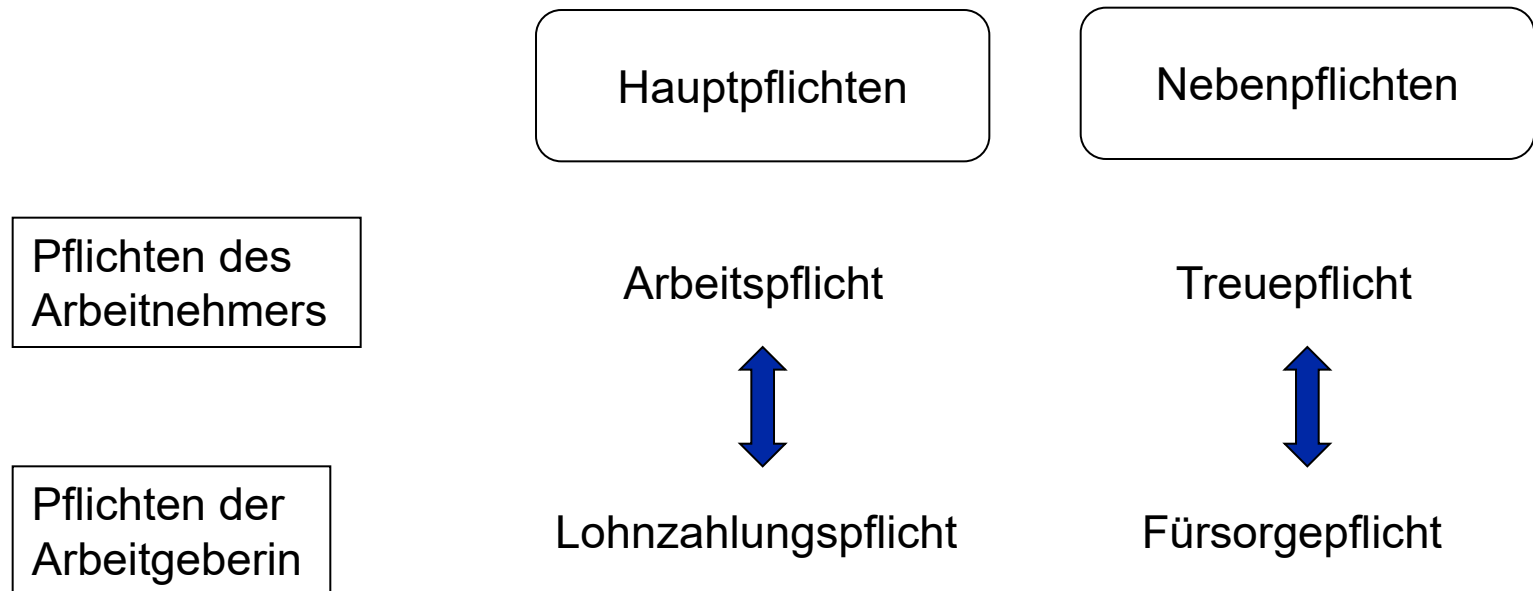 Hauptpflichten
Nebenpflichten
Pflichten des
Arbeitnehmers
Arbeitspflicht
Treuepflicht
Pflichten der
Arbeitgeberin
Lohnzahlungspflicht
Fürsorgepflicht